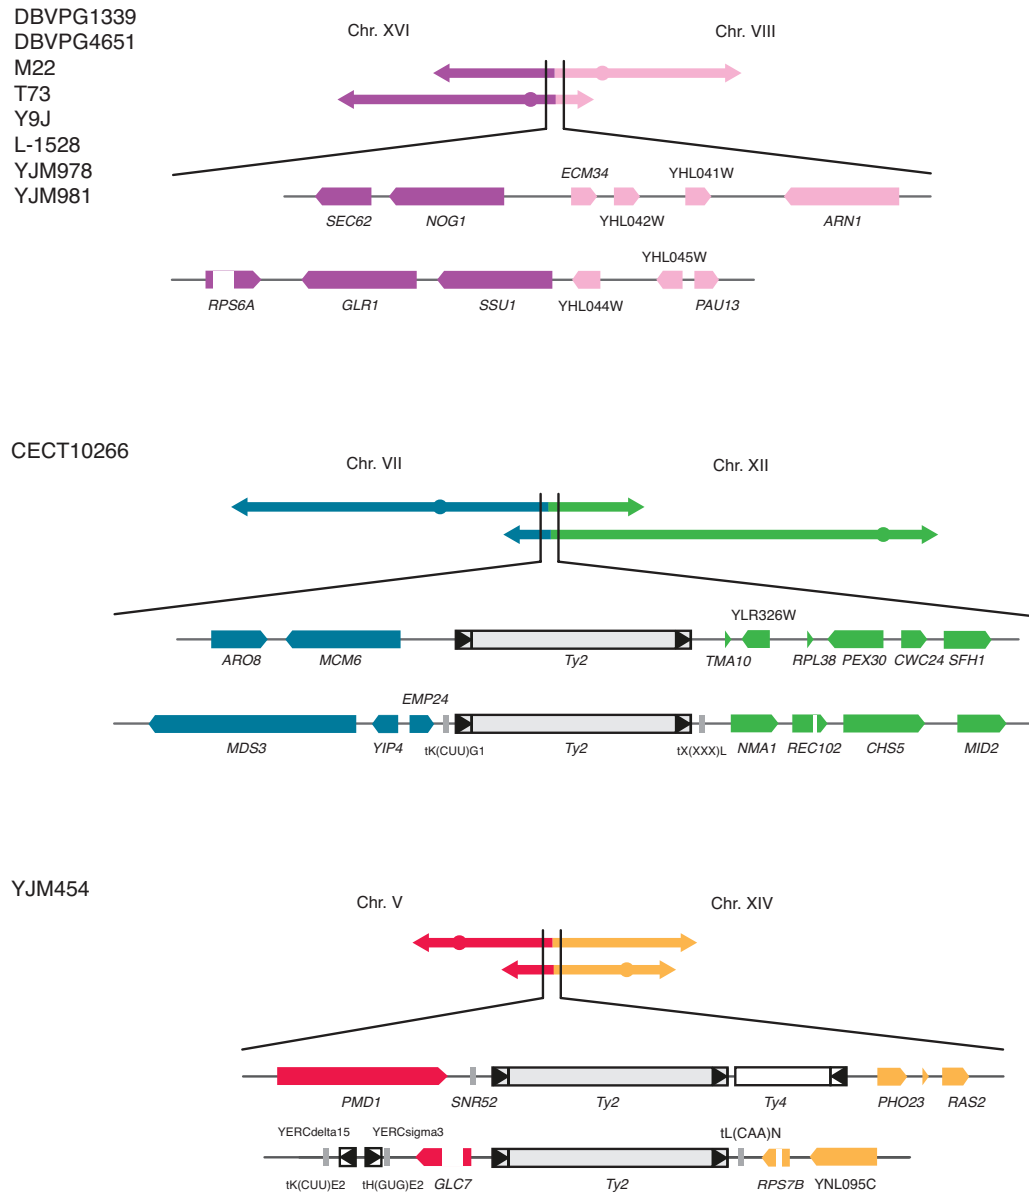 DBVPG1339
DBVPG4651
M22
T73
Y9J
L-1528
YJM978
YJM981
Chr. XVI
Chr. VIII
ECM34
YHL041W
SEC62
NOG1
YHL042W
ARN1
YHL045W
RPS6A
GLR1
SSU1
YHL044W
PAU13
CECT10266
Chr. VII
Chr. XII
YLR326W
ARO8
MCM6
Ty2
TMA10
RPL38
PEX30
CWC24
SFH1
EMP24
MDS3
YIP4
tK(CUU)G1
Ty2
tX(XXX)L
NMA1
REC102
CHS5
MID2
YJM454
Chr. V
Chr. XIV
PMD1
SNR52
Ty2
Ty4
PHO23
RAS2
YERCdelta15
YERCsigma3
tL(CAA)N
tK(CUU)E2
tH(GUG)E2
GLC7
Ty2
RPS7B
YNL095C